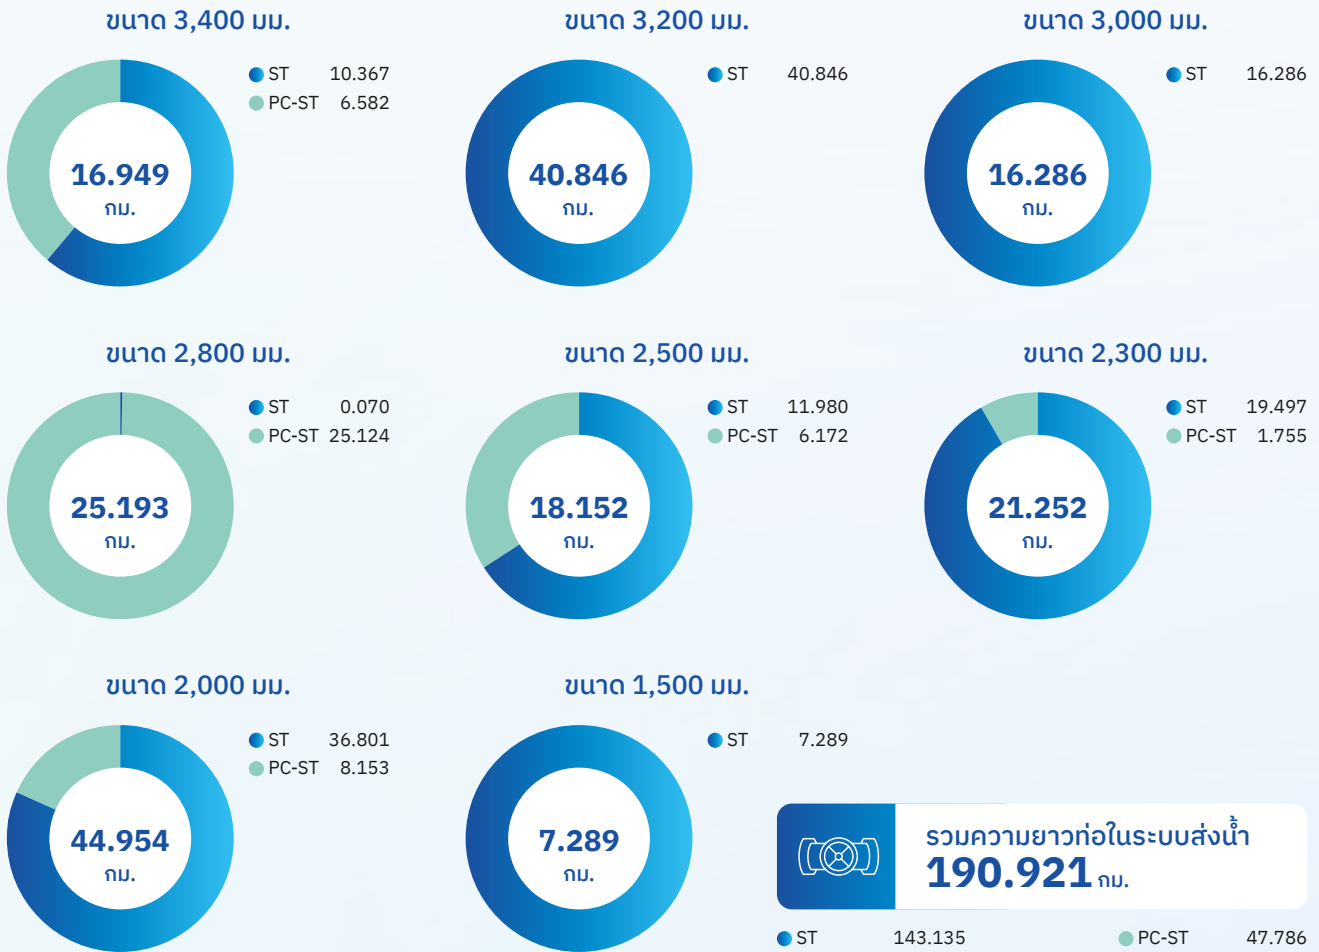 ขนาด 3,400 มม.
ST 10.367
PC-ST 6.582
16.949
กม.
ขนาด 3,200 มม.
ST 40.846
40.846
กม.
ขนาด 3,000 มม.
ST 16.286
16.286
กม.
ขนาด 2,800 มม.
ST 0.070
PC-ST 25.124
25.193
กม.
ขนาด 2,500 มม.
ST 11.980
PC-ST 6.172
18.152
กม.
ขนาด 2,300 มม.
ST 19.497
PC-ST 1.755
21.252
กม.
ขนาด 2,000 มม.
ST 36.801
PC-ST 8.153
44.954
กม.
ขนาด 1,500 มม.
ST 7.289
7.289
กม.
รวมความยาวท่อในระบบส่งน้ำ
190.921 กม.
ST 143.135 PC-ST 47.786